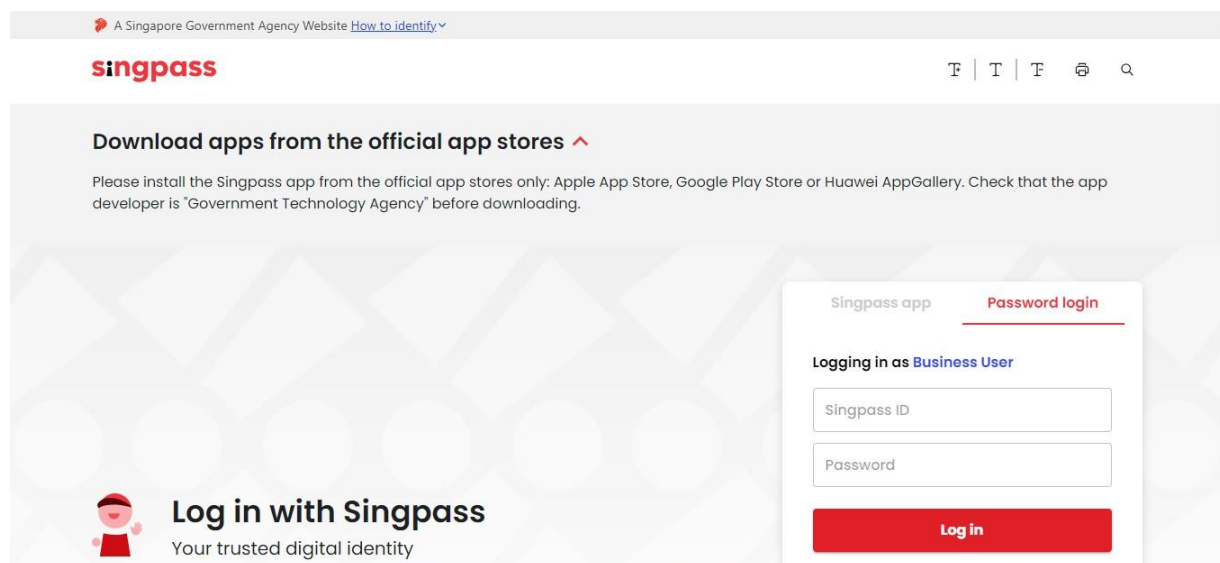 A Singapore Government Agency Website How to identify
singpass
T+ T T-
Download apps from the official app stores
Please install the Singpass app from the official app stores only: Apple App Store, Google Play Store or Huawei AppGallery. Check that the app
developer is "Government Technology Agency" before downloading.
Singpass app Password login
Logging in as Business User
Singpass ID
Password
Log in
Log in with Singpass
Your trusted digital identity